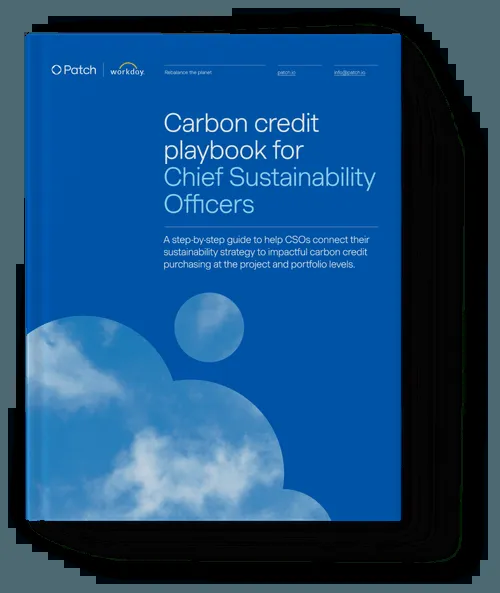 Patch
workday.
Rebalance the planet
patch.io
info@patch.io
Carbon credit
playbook for
Chief Sustainability
Officers
A step-by-step guide to help CSOs connect their
sustainability strategy to impactful carbon credit
purchasing at the project and portfolio levels.